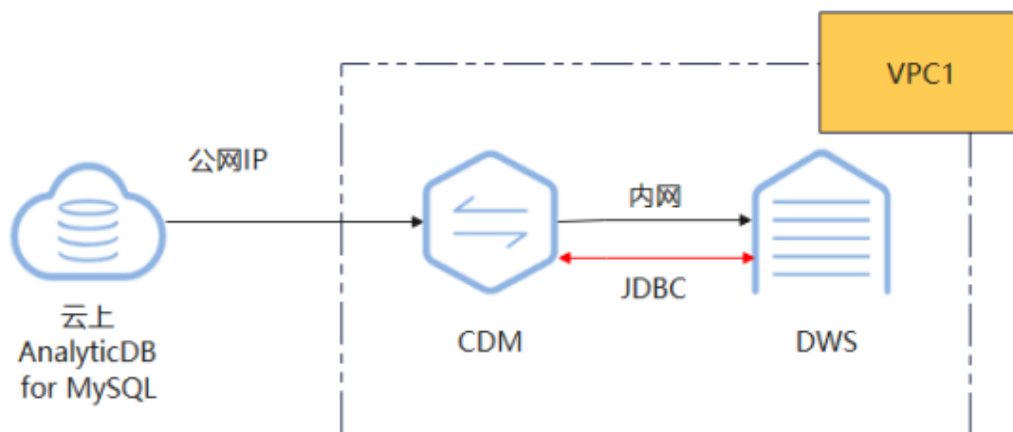 VPC1
公网IP
内网
JDBC
云上
AnalyticDB
for MySQL
CDM
DWS